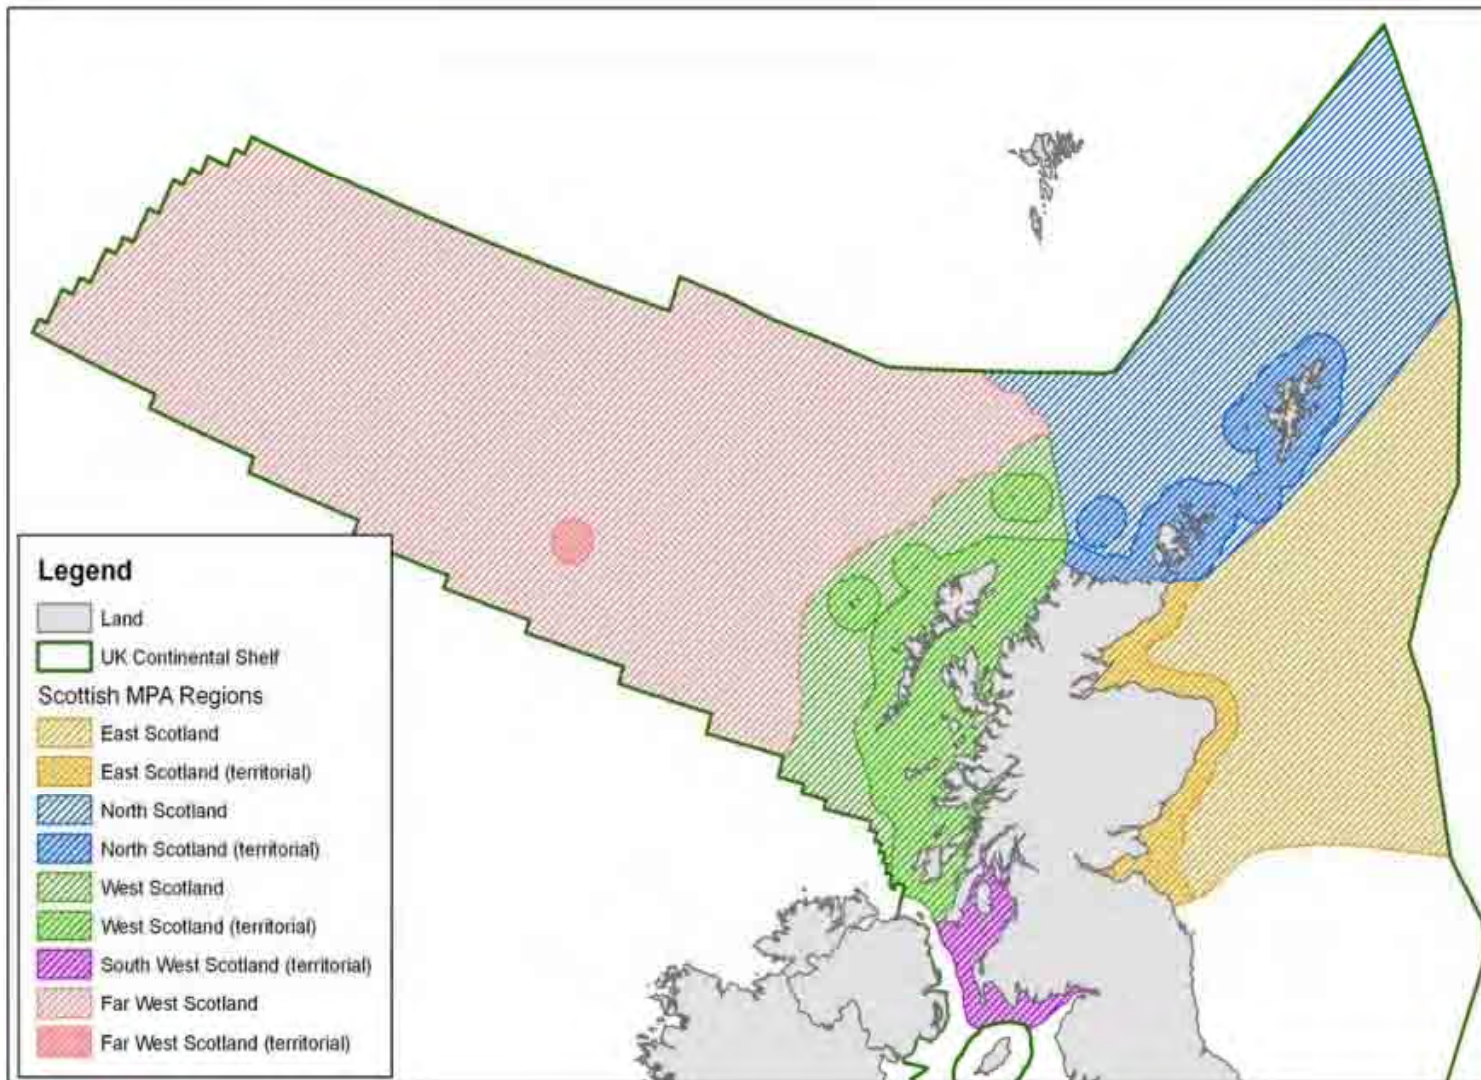 Legend
Land
UK Continental Shelf
Scottish MPA Regions
East Scotland
East Scotland (territorial)
North Scotland
North Scotland (territorial)
West Scotland
West Scotland (territorial)
South West Scotland (territorial)
Far West Scotland
Far West Scotland (territorial)